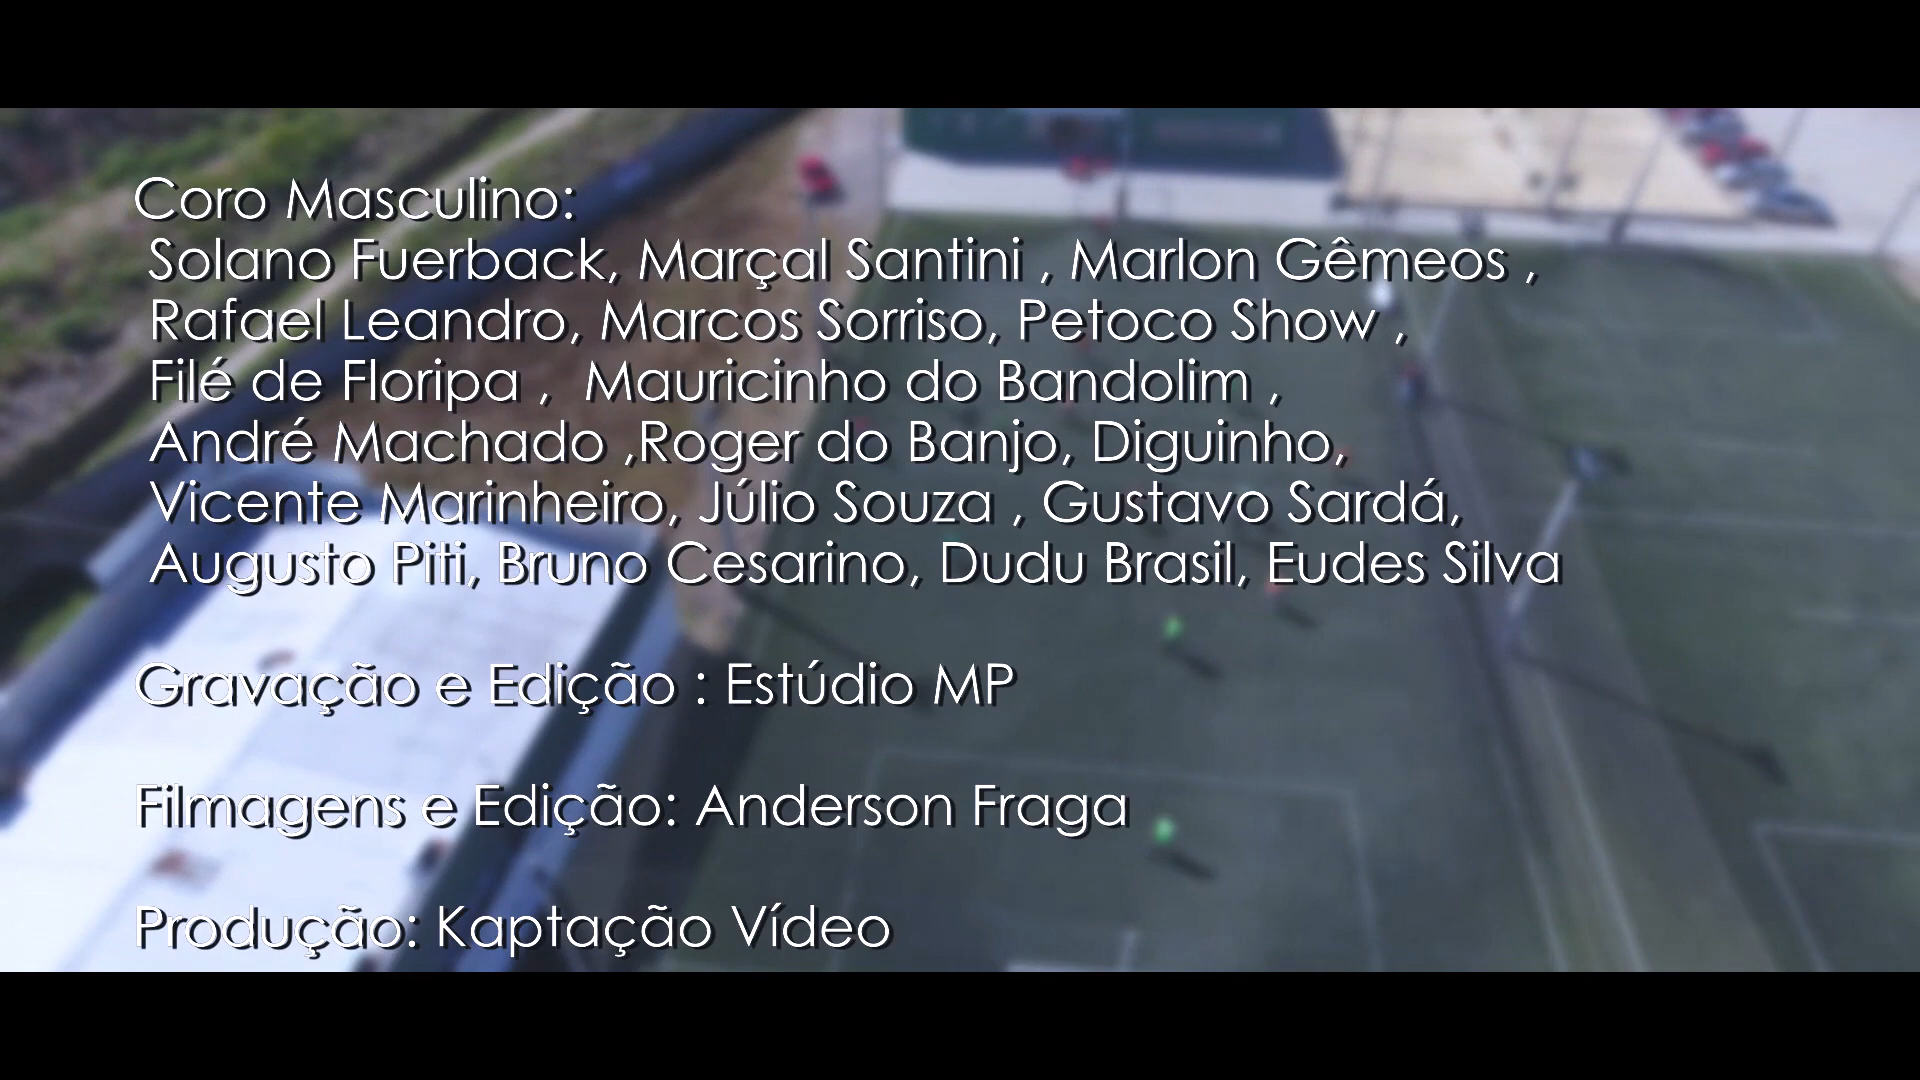 Coro Masculino:
Solano Fuerback, Marçal Santini , Marlon Gêmeos ,
Rafael Leandro, Marcos Sorriso, Petoco Show ,
Filé de Floripa ,  Mauricinho do Bandolim ,
André Machado ,Roger do Banjo, Diguinho,
Vicente Marinheiro, Júlio Souza , Gustavo Sardá,
Augusto Piti, Bruno Cesarino, Dudu Brasil, Eudes Silva
Gravação e Edição : Estúdio MP
Filmagens e Edição: Anderson Fraga
Produção: Kaptação Vídeo